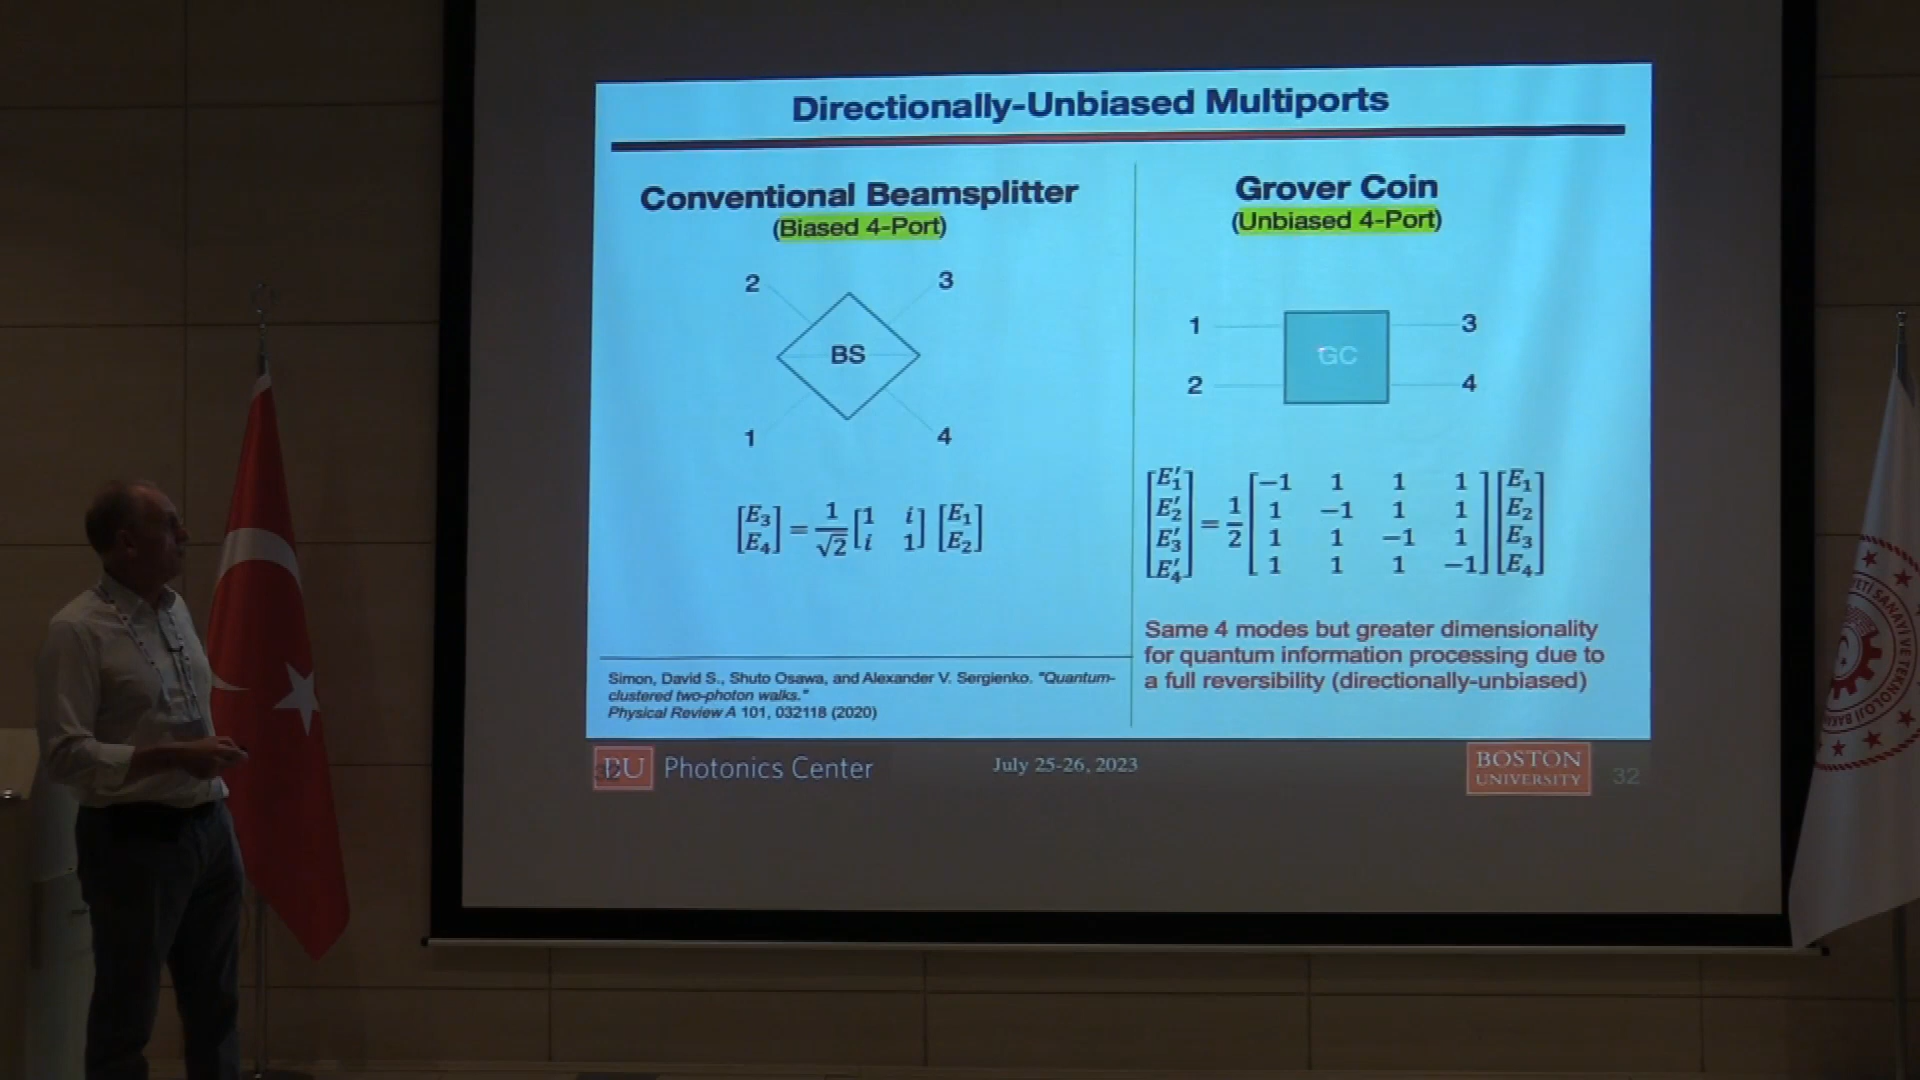 Directionally-Unbiased Multiports
Conventional Beamsplitter
(Biased 4-Port)
2 3
BS
1 4
[E₃ E₄] = 1/√2 [1 i; i 1] [E₁ E₂]
Simon, David S., Shuto Osawa, and Alexander V. Sergienko. "Quantum-
clustered two-photon walks."
Physical Review A 101, 032118 (2020)
Grover Coin
(Unbiased 4-Port)
1 3
GC
2 4
[E′₁ E′₂ E′₃ E′₄] = 1/2 [−1 1 1 1; 1 −1 1 1; 1 1 −1 1; 1 1 1 −1] [E₁ E₂ E₃ E₄]
Same 4 modes but greater dimensionality
for quantum information processing due to
a full reversibility (directionally-unbiased)
32
BU Photonics Center
July 25-26, 2023
BOSTON
UNIVERSITY
32
SANAYİ VE TEKNOLOJİ